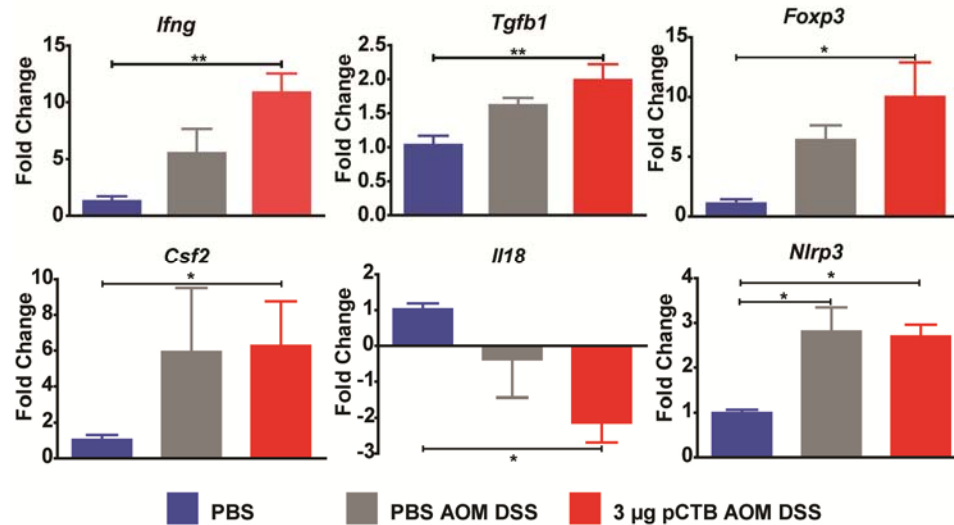 Ifng
Tgfb1
Foxp3
Fold Change
15
10
5
0
**
Fold Change
2.5
2.0
1.5
1.0
0.5
0.0
**
Fold Change
15
10
5
0
*
Csf2
Il18
Nlrp3
Fold Change
10
8
6
4
2
0
*
Fold Change
2
1
0
-1
-2
-3
*
Fold Change
4
3
2
1
0
*
*
PBS
PBS AOM DSS
3 µg pCTB AOM DSS